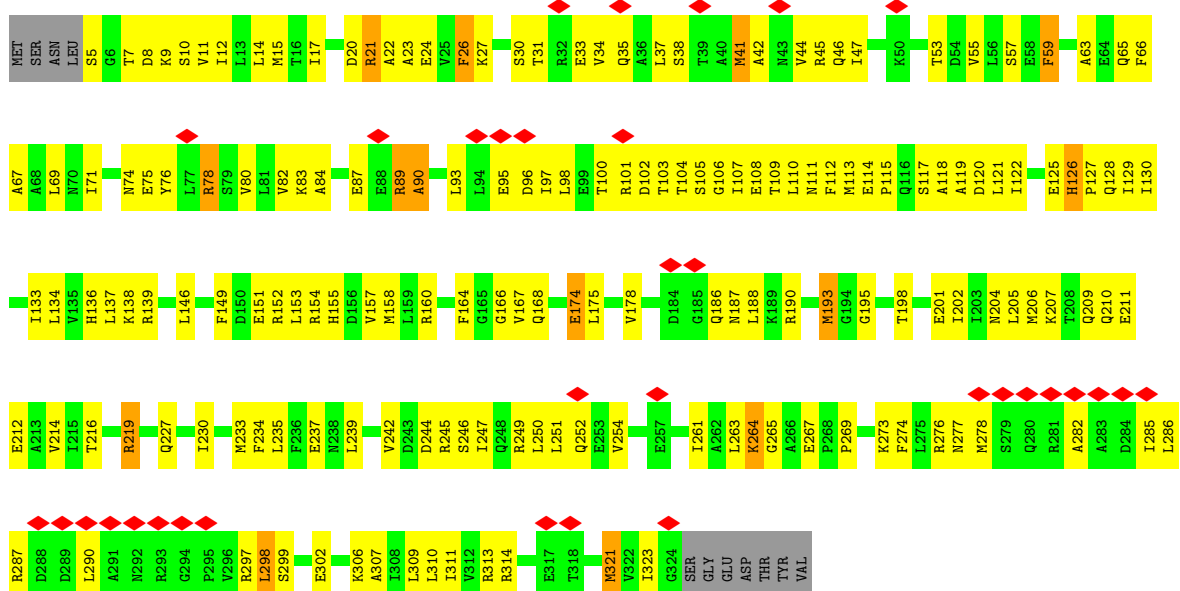 MET SER ASN LEU S5 G6 T7 D8 K9 S10 V11 I12 L13 L14 M15 T16 I17 D20 R21 A22 A23 E24 V25 F26 K27 S30 T31 R32 E33 V34 Q35 A36 L37 S38 T39 A40 M41 A42 N43 V44 R45 Q46 I47 K50 T53 D54 V55 L56 S57 E58 F59 A63 E64 Q65 F66
A67 A68 L69 N70 I71 N74 E75 Y76 L77 R78 S79 V80 L81 V82 K83 A84 E87 E88 R89 A90 L93 L94 E95 D96 I97 L98 E99 T100 R101 D102 T103 T104 S105 G106 I107 E108 T109 L110 N111 F112 M113 E114 P115 Q116 S117 A118 A119 D120 L121 I122 E125 H126 P127 Q128 I129 I130
I133 L134 V135 H136 L137 K138 R139 L146 F149 D150 E151 R152 L153 R154 H155 D156 V157 M158 L159 R160 F164 G165 G166 V167 Q168 E174 L175 V178 D184 G185 Q186 N187 L188 K189 R190 M193 G194 G195 T198 E201 I202 I203 N204 L205 M206 K207 T208 Q209 Q210 E211
E212 A213 V214 I215 T216 R219 Q227 I230 M233 F234 L235 F236 E237 N238 L239 V242 D243 D244 R245 S246 I247 Q248 R249 L250 L251 Q252 E253 V254 E257 I261 A262 L263 K264 G265 A266 E267 P268 P269 K273 F274 L275 R276 N277 M278 S279 Q280 R281 A282 A283 D284 I285 L286
R287 D288 D289 L290 A291 N292 R293 G294 P295 V296 R297 L298 S299 E302 K306 A307 I308 L309 L310 I311 V312 R313 R314 E317 T318 M321 V322 I323 G324 SER GLY GLU ASP THR TYR VAL